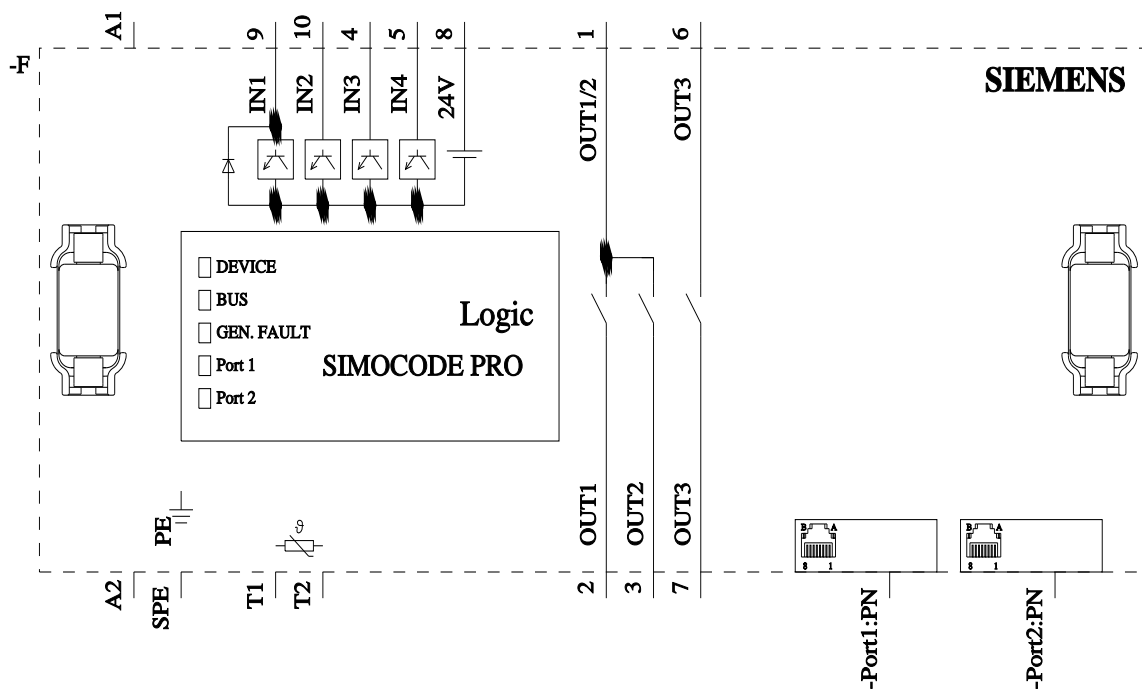 A1
9
10
4
5
8
1
6
-F
IN1
IN2
IN3
IN4
24V
OUT1/2
OUT3
SIEMENS
DEVICE
BUS
GEN. FAULT
Port 1
Port 2
Logic
SIMOCODE PRO
PE
ϑ
OUT1
OUT2
OUT3
B A
8 1
B A
8 1
A2
SPE
T1
T2
2
3
7
-Port1:PN
-Port2:PN